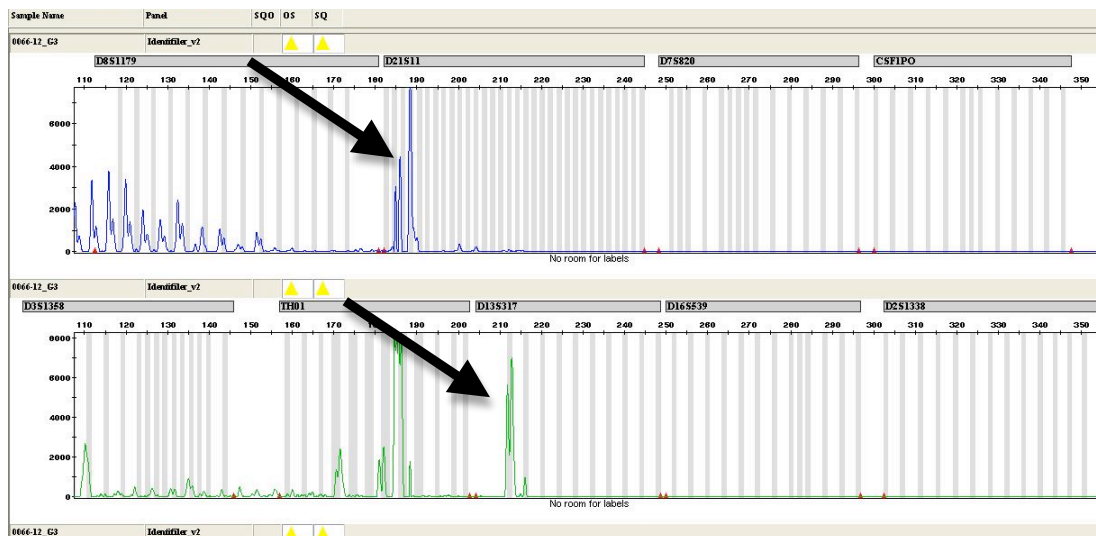 Sample Name Panel SQO OS SQ
0066-12_G3 Identifiler_v2
D8S1179 D21S11 D7S820 CSF1PO
110 120 130 140 150 160 170 180 190 200 210 220 230 240 250 260 270 280 290 300 310 320 330 340 350
6000
4000
2000
0
No room for labels
0066-12_G3 Identifiler_v2
D3S1358 TH01 D13S317 D16S539 D2S1338
110 120 130 140 150 160 170 180 190 200 210 220 230 240 250 260 270 280 290 300 310 320 330 340 350
8000
6000
4000
2000
0
No room for labels
0066-12_G3 Identifiler_v2